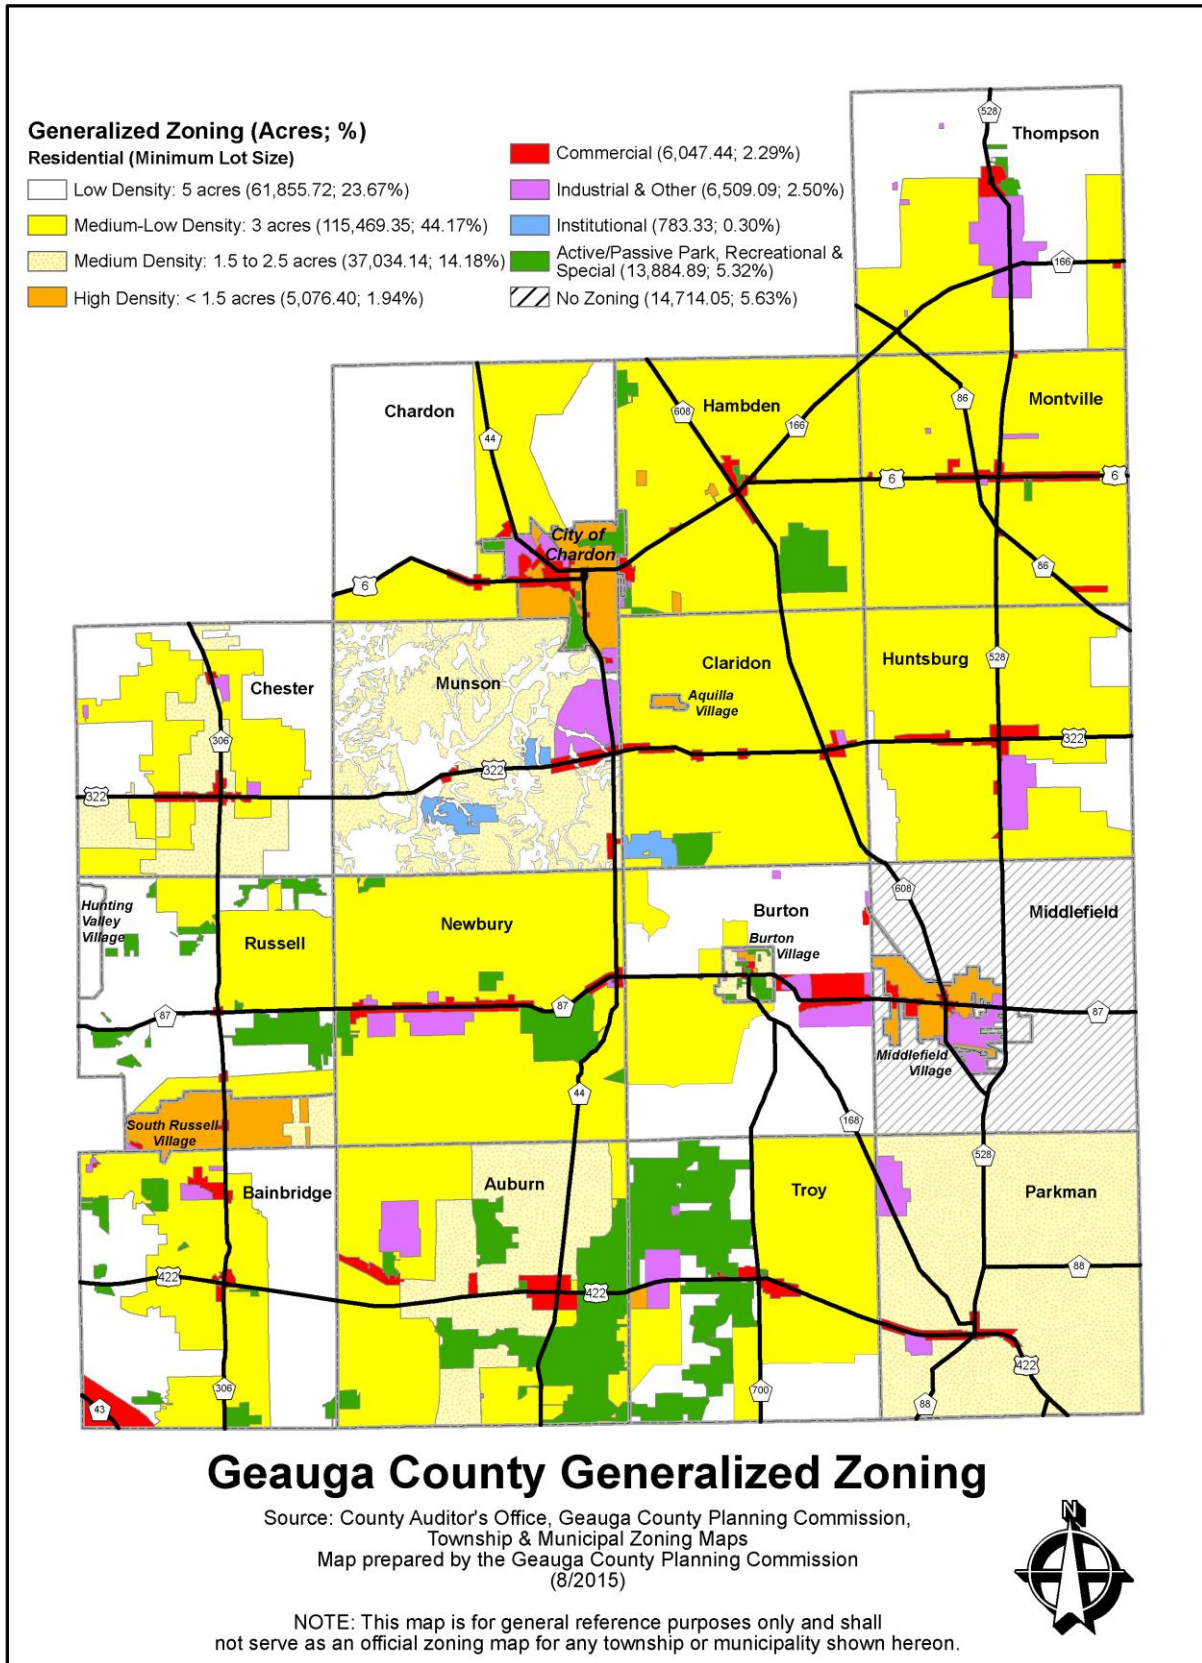 Generalized Zoning (Acres; %)
Residential (Minimum Lot Size)
Low Density: 5 acres (61,855.72; 23.67%)
Medium-Low Density: 3 acres (115,469.35; 44.17%)
Medium Density: 1.5 to 2.5 acres (37,034.14; 14.18%)
High Density: < 1.5 acres (5,076.40; 1.94%)
Commercial (6,047.44; 2.29%)
Industrial & Other (6,509.09; 2.50%)
Institutional (783.33; 0.30%)
Active/Passive Park, Recreational &
Special (13,884.89; 5.32%)
No Zoning (14,714.05; 5.63%)
528
Thompson
166
Chardon
44
608
Hambden
166
86
Montville
6
6
City of
Chardon
6
86
Chester
306
322
Munson
322
Claridon
Aquilla
Village
Huntsburg
528
322
Hunting
Valley
Village
Russell
87
Newbury
87
Burton
Burton
Village
608
Middlefield
87
Middlefield
Village
South Russell
Village
44
168
528
Bainbridge
Auburn
Troy
Parkman
422
422
88
306
43
700
422
88
Geauga County Generalized Zoning
Source: County Auditor's Office, Geauga County Planning Commission,
Township & Municipal Zoning Maps
Map prepared by the Geauga County Planning Commission
(8/2015)
N
NOTE: This map is for general reference purposes only and shall
not serve as an official zoning map for any township or municipality shown hereon.